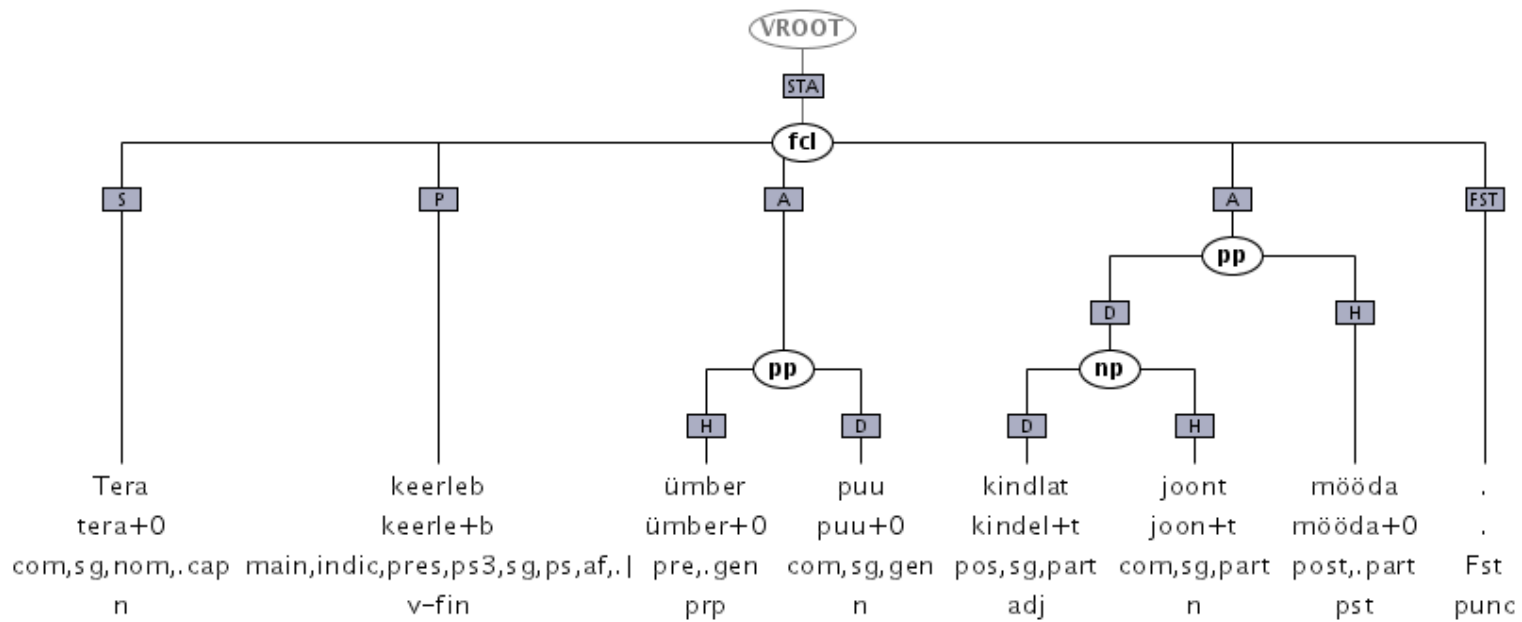 VROOT
STA
fcl
S P A A FST
pp
D H
pp np
H D D H
Tera keerleb ümber puu kindlat joont mööda .
tera+0 keerle+b ümber+0 puu+0 kindel+t joon+t mööda+0 .
com,sg,nom,.cap main,indic,pres,ps3,sg,ps,af,.| pre,.gen com,sg,gen pos,sg,part com,sg,part post,.part Fst
n v-fin prp n adj n pst punc